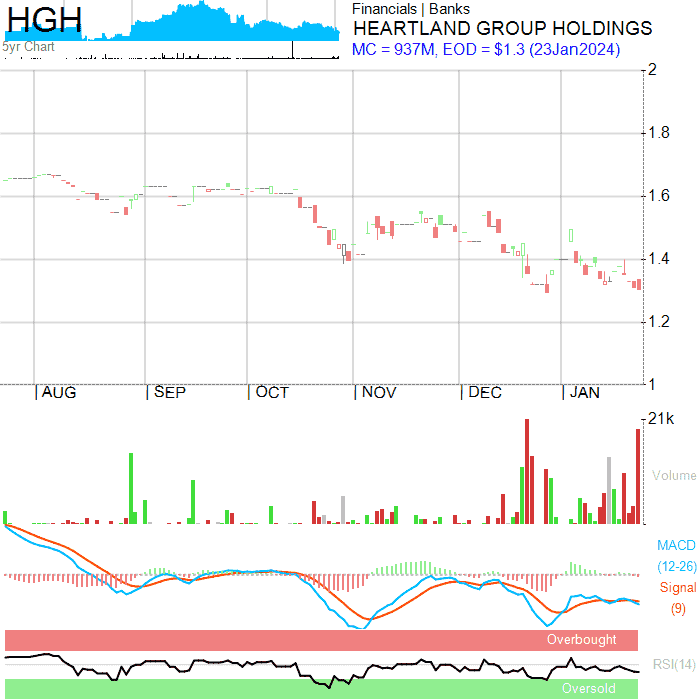 HGH
5yr Chart
Financials | Banks
HEARTLAND GROUP HOLDINGS
MC = 937M, EOD = $1.3 (23Jan2024)
2
1.8
1.6
1.4
1.2
1
|AUG |SEP |OCT |NOV |DEC |JAN
21k
Volume
MACD
(12-26)
Signal
(9)
Overbought
RSI(14)
Oversold